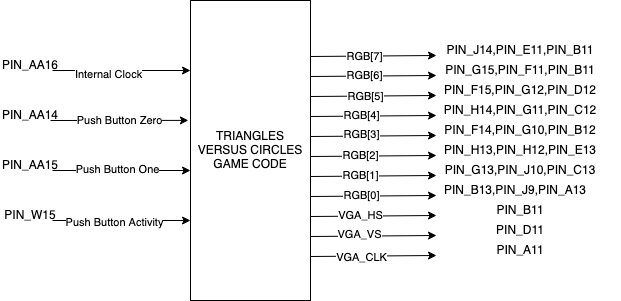 PIN_AA16
Internal Clock
PIN_AA14
Push Button Zero
PIN_AA15
Push Button One
PIN_W15
Push Button Activity
TRIANGLES
VERSUS CIRCLES
GAME CODE
RGB[7]
PIN_J14,PIN_E11,PIN_B11
RGB[6]
PIN_G15,PIN_F11,PIN_B11
RGB[5]
PIN_F15,PIN_G12,PIN_D12
RGB[4]
PIN_H14,PIN_G11,PIN_C12
RGB[3]
PIN_F14,PIN_G10,PIN_B12
RGB[2]
PIN_H13,PIN_H12,PIN_E13
RGB[1]
PIN_G13,PIN_J10,PIN_C13
RGB[0]
PIN_B13,PIN_J9,PIN_A13
VGA_HS
PIN_B11
VGA_VS
PIN_D11
VGA_CLK
PIN_A11